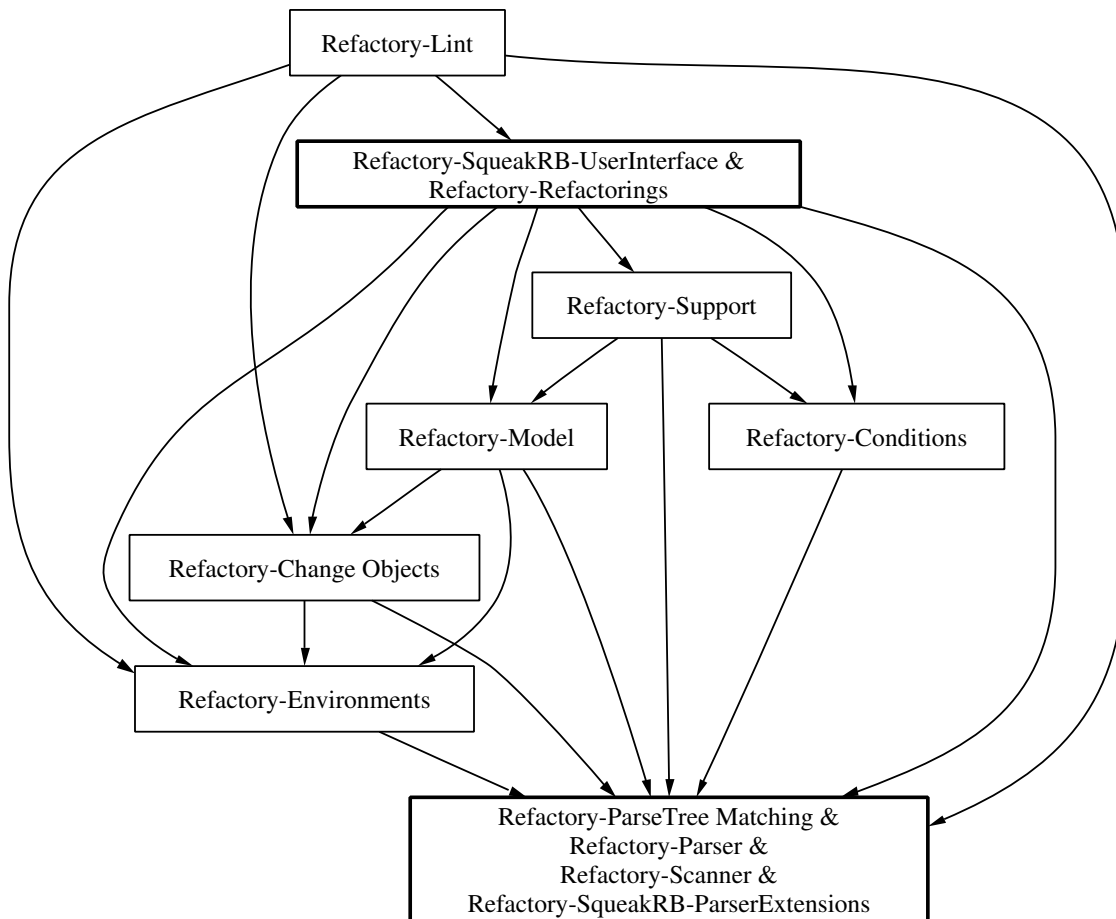 Refactory-Lint
Refactory-SqueakRB-UserInterface &
Refactory-Refactorings
Refactory-Support
Refactory-Model
Refactory-Conditions
Refactory-Change Objects
Refactory-Environments
Refactory-ParseTree Matching &
Refactory-Parser &
Refactory-Scanner &
Refactory-SqueakRB-ParserExtensions